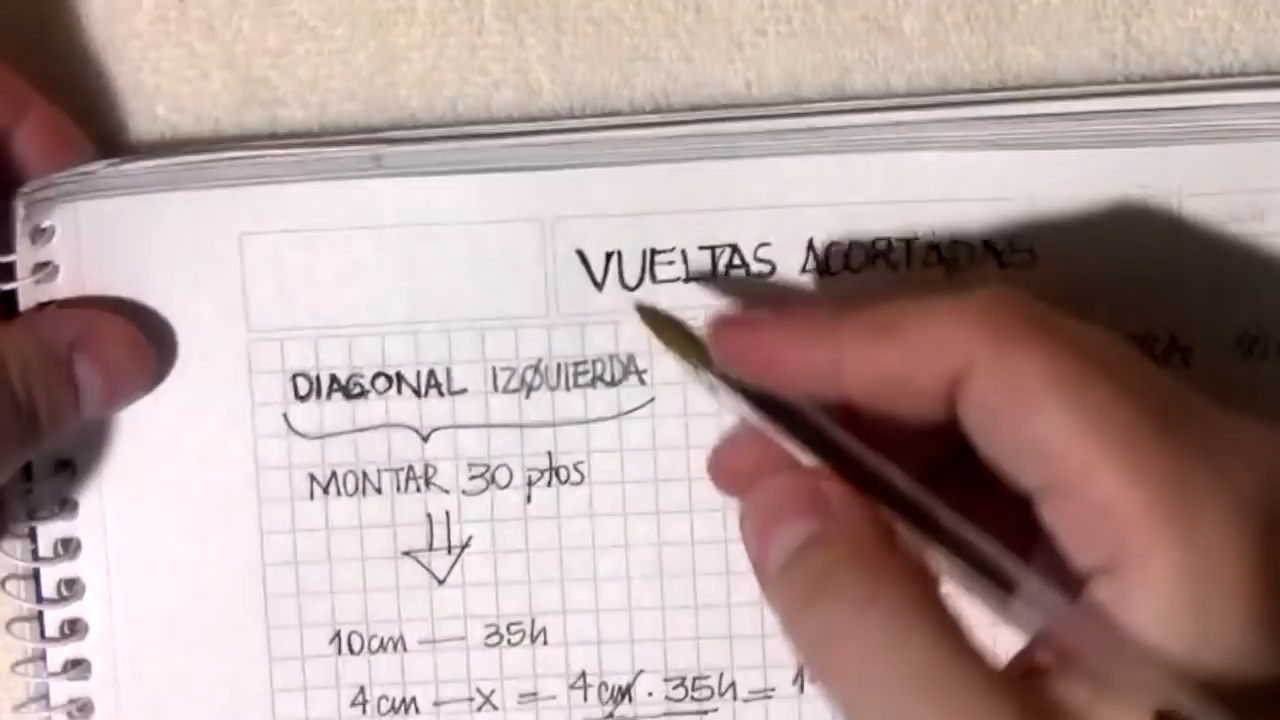 VUELTAS ACORTADAS
DIAGONAL IZQUIERDA
MONTAR 30 ptos
10cm — 35h
4cm — x = 4cm . 35h = 1